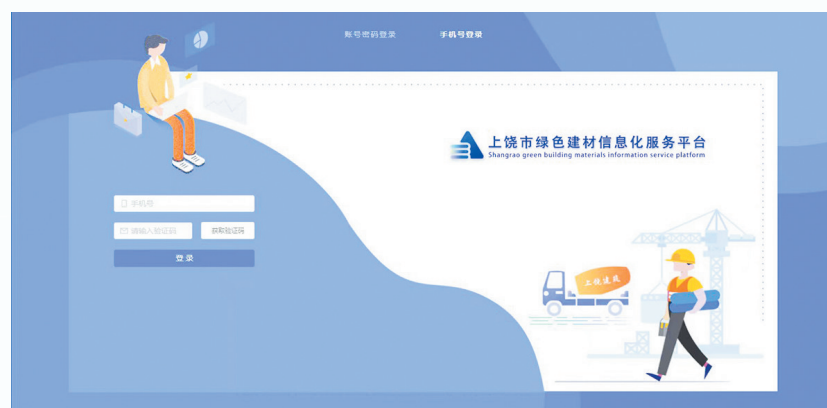 账号密码登录
手机号登录
上饶市绿色建材信息化服务平台
Shangrao green building materials information service platform
手机号
请输入验证码
获取验证码
登录